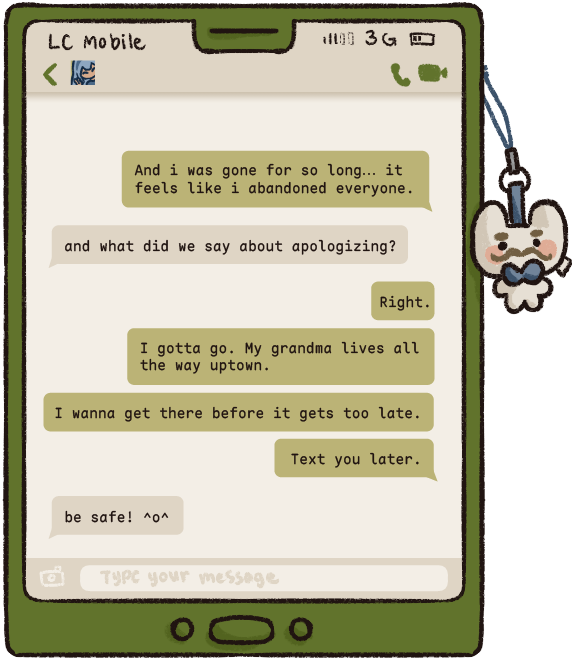 LC Mobile 3G
And i was gone for so long... it
feels like i abandoned everyone.
and what did we say about apologizing?
Right.
I gotta go. My grandma lives all
the way uptown.
I wanna get there before it gets too late.
Text you later.
be safe! ^o^
Type your message